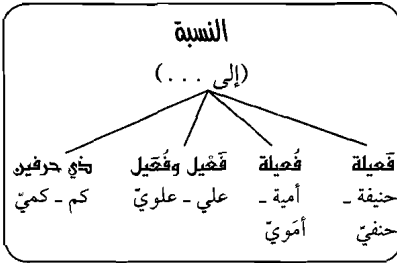 النسبة
(إلى . . .)
فَعيلة فُعيلة فَعْيل وفُعَيل ذي حرفين
حنيفة ـ أمية ـ علي ـ علويّ كم ـ كميّ
حنفيّ أمَويّ